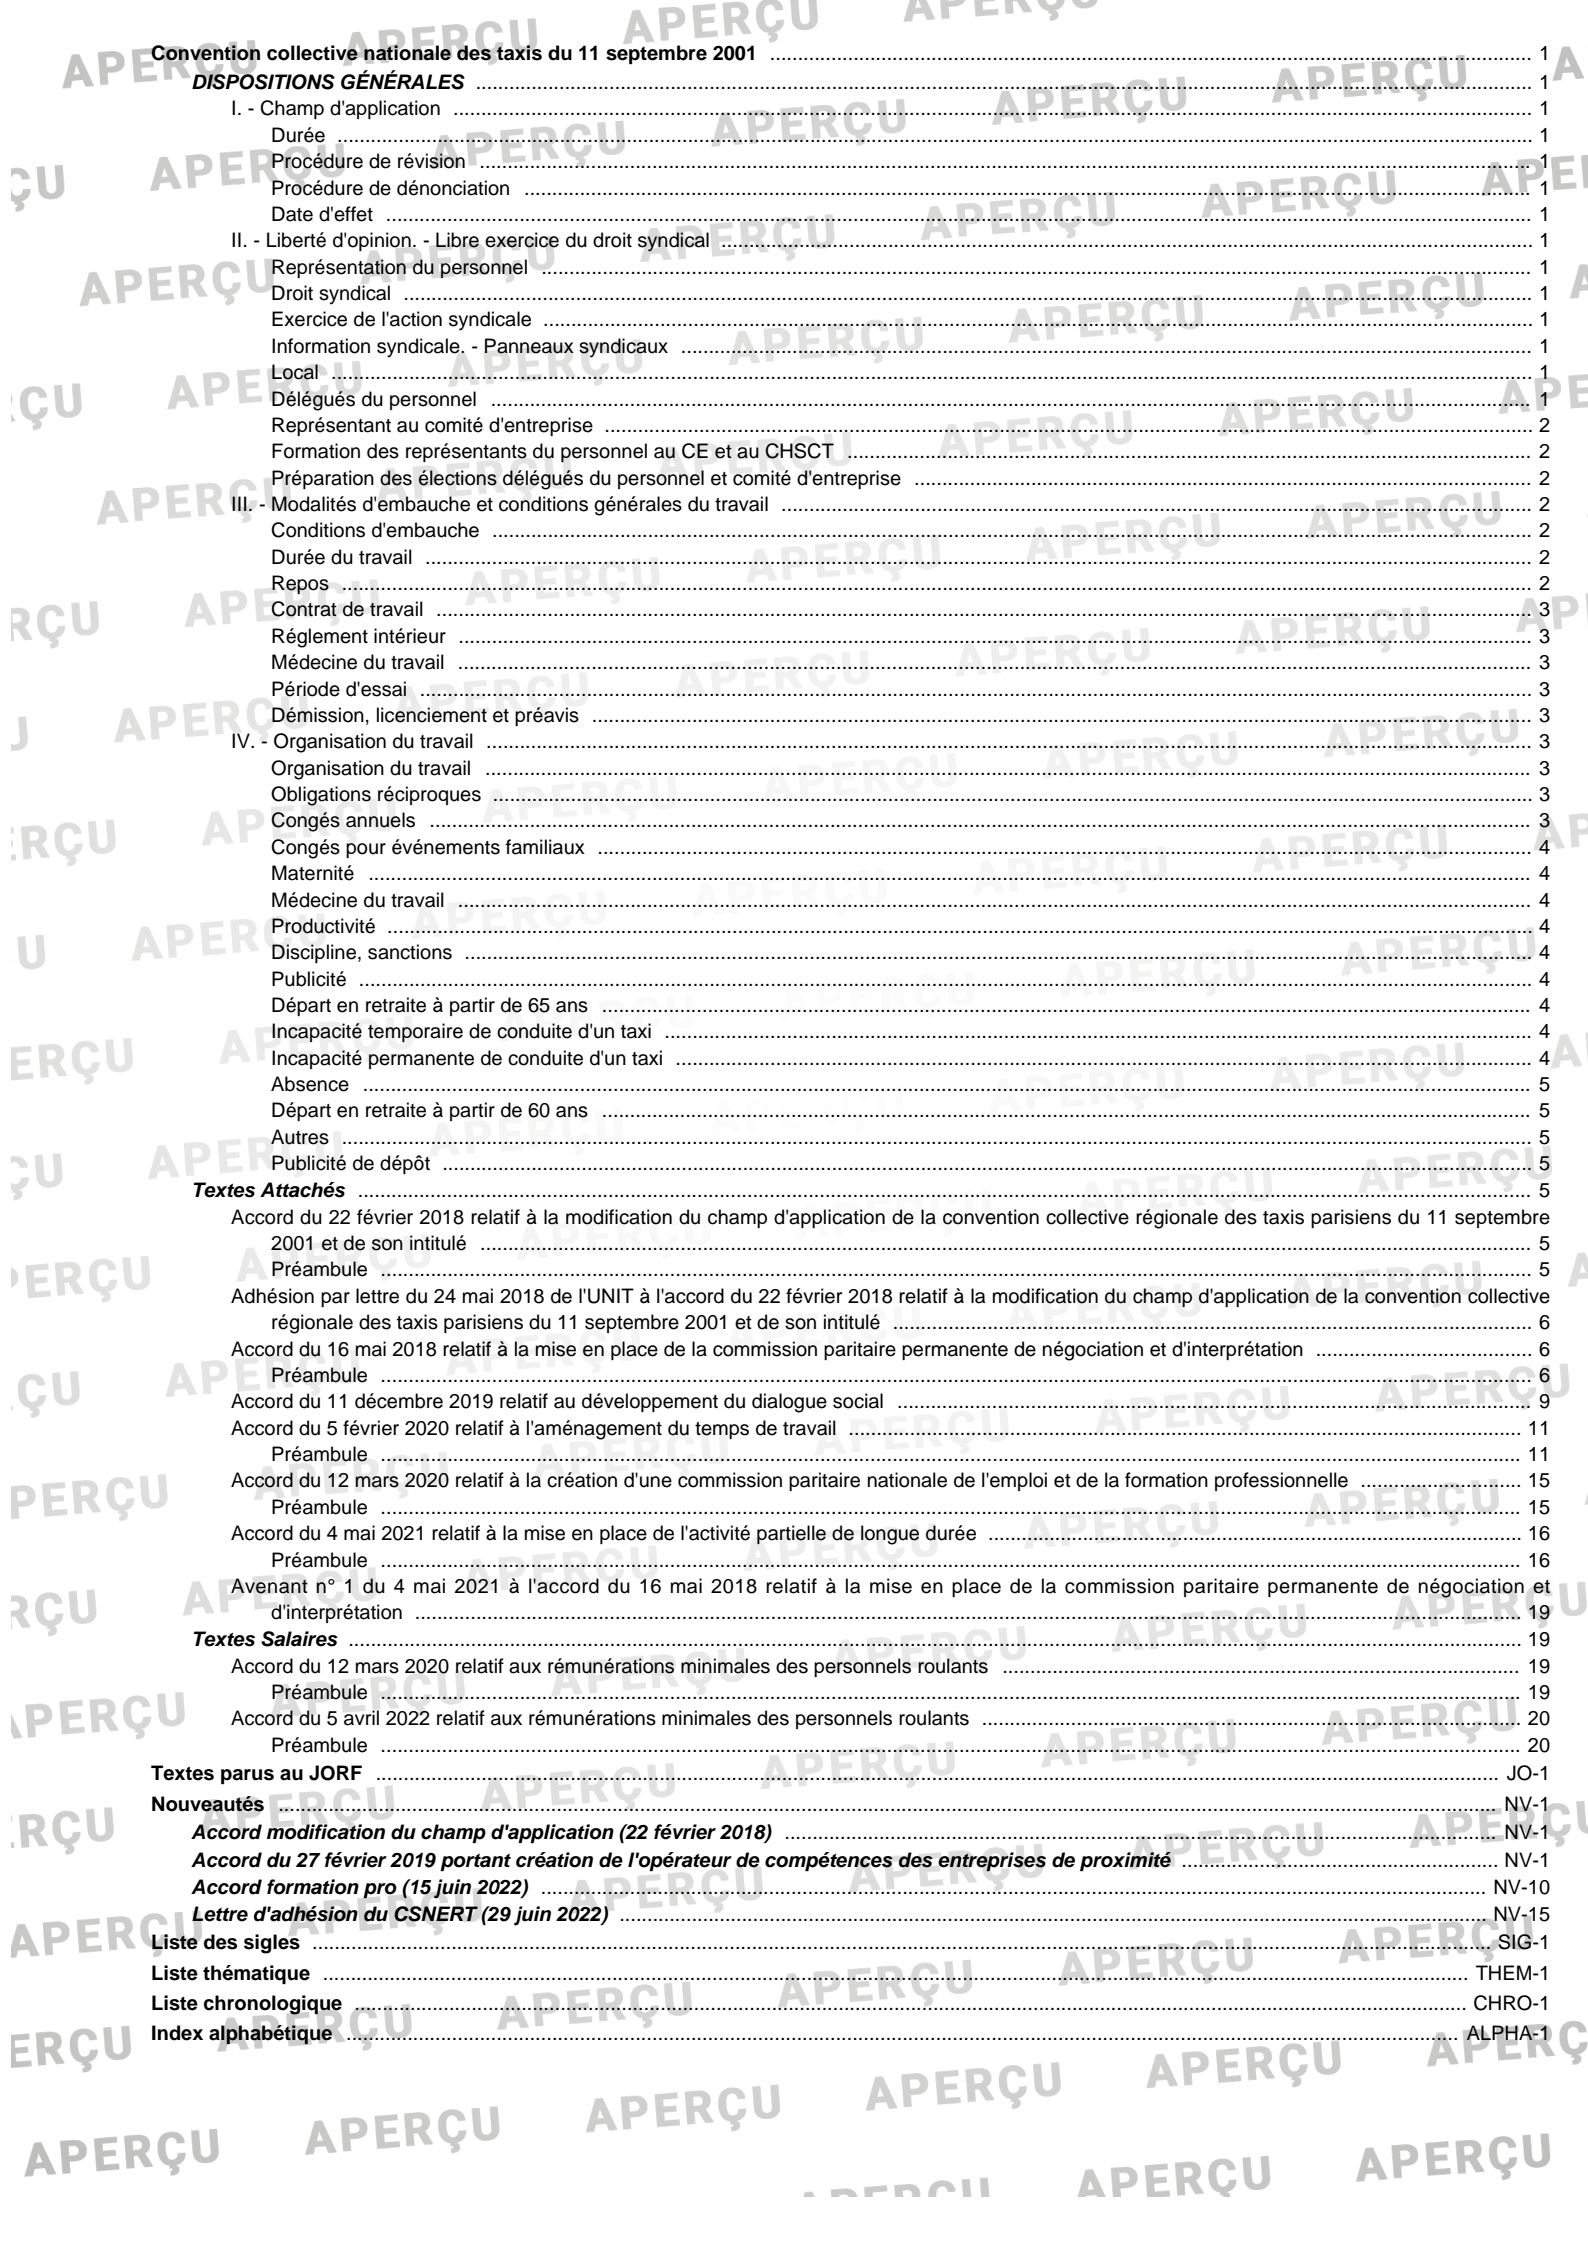 Convention collective nationale des taxis du 11 septembre 2001 1
DISPOSITIONS GÉNÉRALES 1
I. - Champ d'application 1
Durée 1
Procédure de révision 1
Procédure de dénonciation 1
Date d'effet 1
II. - Liberté d'opinion. - Libre exercice du droit syndical 1
Représentation du personnel 1
Droit syndical 1
Exercice de l'action syndicale 1
Information syndicale. - Panneaux syndicaux 1
Local 1
Délégués du personnel 1
Représentant au comité d'entreprise 2
Formation des représentants du personnel au CE et au CHSCT 2
Préparation des élections délégués du personnel et comité d'entreprise 2
III. - Modalités d'embauche et conditions générales du travail 2
Conditions d'embauche 2
Durée du travail 2
Repos 2
Contrat de travail 3
Réglement intérieur 3
Médecine du travail 3
Période d'essai 3
Démission, licenciement et préavis 3
IV. - Organisation du travail 3
Organisation du travail 3
Obligations réciproques 3
Congés annuels 3
Congés pour événements familiaux 4
Maternité 4
Médecine du travail 4
Productivité 4
Discipline, sanctions 4
Publicité 4
Départ en retraite à partir de 65 ans 4
Incapacité temporaire de conduite d'un taxi 4
Incapacité permanente de conduite d'un taxi 4
Absence 5
Départ en retraite à partir de 60 ans 5
Autres 5
Publicité de dépôt 5
Textes Attachés 5
Accord du 22 février 2018 relatif à la modification du champ d'application de la convention collective régionale des taxis parisiens du 11 septembre
2001 et de son intitulé 5
Préambule 5
Adhésion par lettre du 24 mai 2018 de l'UNIT à l'accord du 22 février 2018 relatif à la modification du champ d'application de la convention collective
régionale des taxis parisiens du 11 septembre 2001 et de son intitulé 6
Accord du 16 mai 2018 relatif à la mise en place de la commission paritaire permanente de négociation et d'interprétation 6
Préambule 6
Accord du 11 décembre 2019 relatif au développement du dialogue social 9
Accord du 5 février 2020 relatif à l'aménagement du temps de travail 11
Préambule 11
Accord du 12 mars 2020 relatif à la création d'une commission paritaire nationale de l'emploi et de la formation professionnelle 15
Préambule 15
Accord du 4 mai 2021 relatif à la mise en place de l'activité partielle de longue durée 16
Préambule 16
Avenant n° 1 du 4 mai 2021 à l'accord du 16 mai 2018 relatif à la mise en place de la commission paritaire permanente de négociation et
d'interprétation 19
Textes Salaires 19
Accord du 12 mars 2020 relatif aux rémunérations minimales des personnels roulants 19
Préambule 19
Accord du 5 avril 2022 relatif aux rémunérations minimales des personnels roulants 20
Préambule 20
Textes parus au JORF JO-1
Nouveautés NV-1
Accord modification du champ d'application (22 février 2018) NV-1
Accord du 27 février 2019 portant création de l'opérateur de compétences des entreprises de proximité NV-1
Accord formation pro (15 juin 2022) NV-10
Lettre d'adhésion du CSNERT (29 juin 2022) NV-15
Liste des sigles SIG-1
Liste thématique THEM-1
Liste chronologique CHRO-1
Index alphabétique ALPHA-1
APERÇU